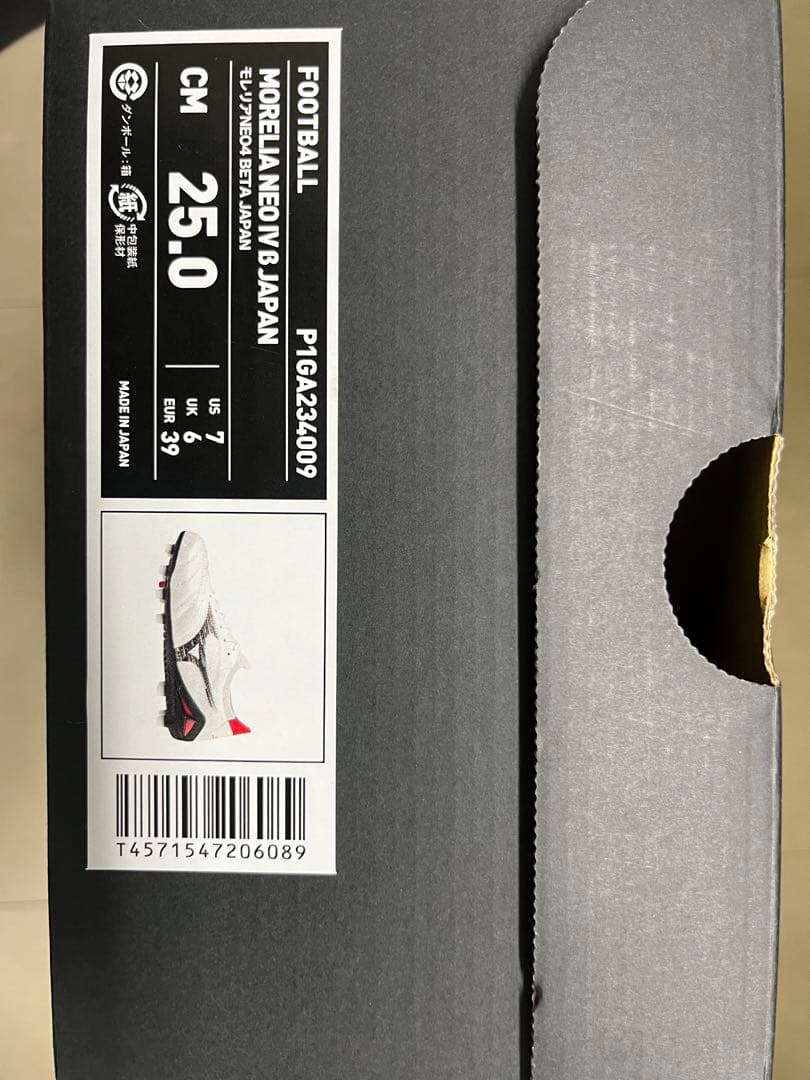 FOOTBALL P1GA234009
MORELIA NEO IV β JAPAN
モレリアNEO4 BETA JAPAN
CM 25.0
US 7
UK 6
EUR 39
ダンボール:箱
紙
中包装紙
保形材
MADE IN JAPAN
T4571547206089